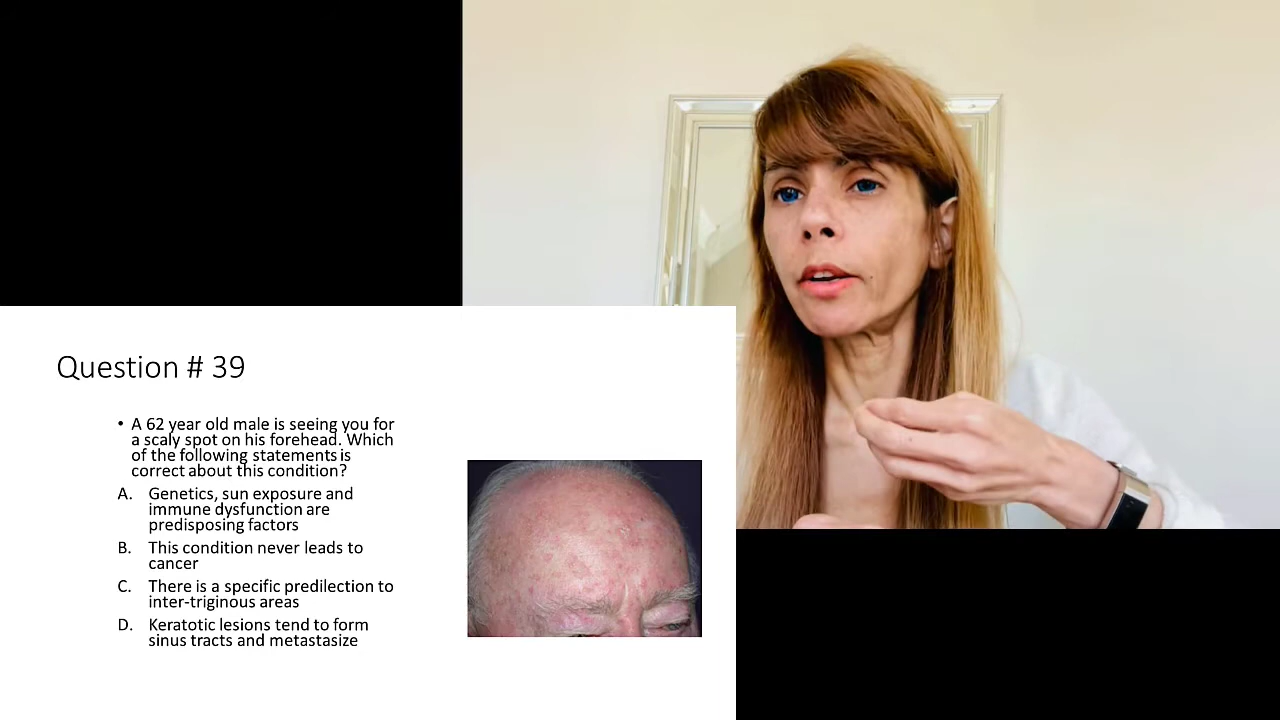 Question # 39
• A 62 year old male is seeing you for
a scaly spot on his forehead. Which
of the following statements is
correct about this condition?
A. Genetics, sun exposure and
immune dysfunction are
predisposing factors
B. This condition never leads to
cancer
C. There is a specific predilection to
inter-triginous areas
D. Keratotic lesions tend to form
sinus tracts and metastasize